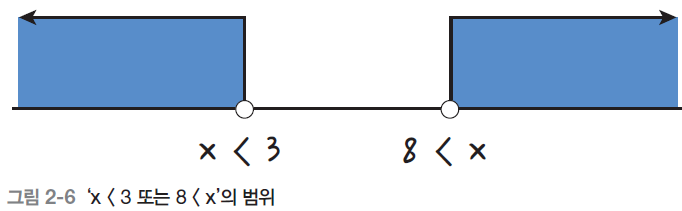 x < 3 8 < x
그림 2-6 ‘x < 3 또는 8 < x’의 범위